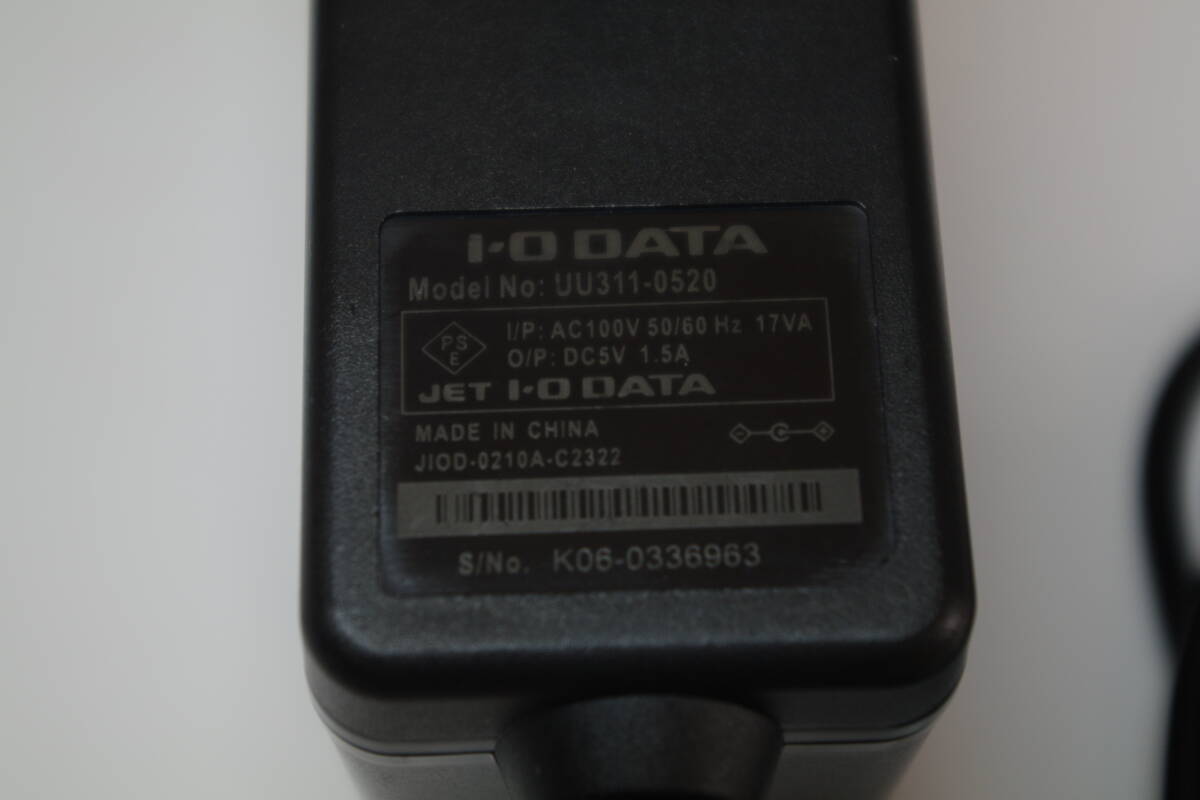 I-O DATA
Model No: UU311-0520
PS
E
I/P: AC100V 50/60 Hz 17VA
O/P: DC5V 1.5A
JET I-O DATA
MADE IN CHINA
JIOD-0210A-C2322
S/No. K06-0336963